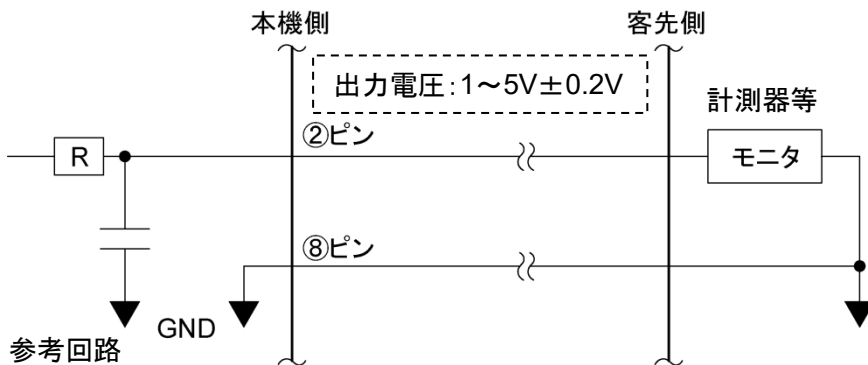 本機側
客先側
出力電圧:1～5V±0.2V
計測器等
②ピン
R
モニタ
⑧ピン
GND
参考回路